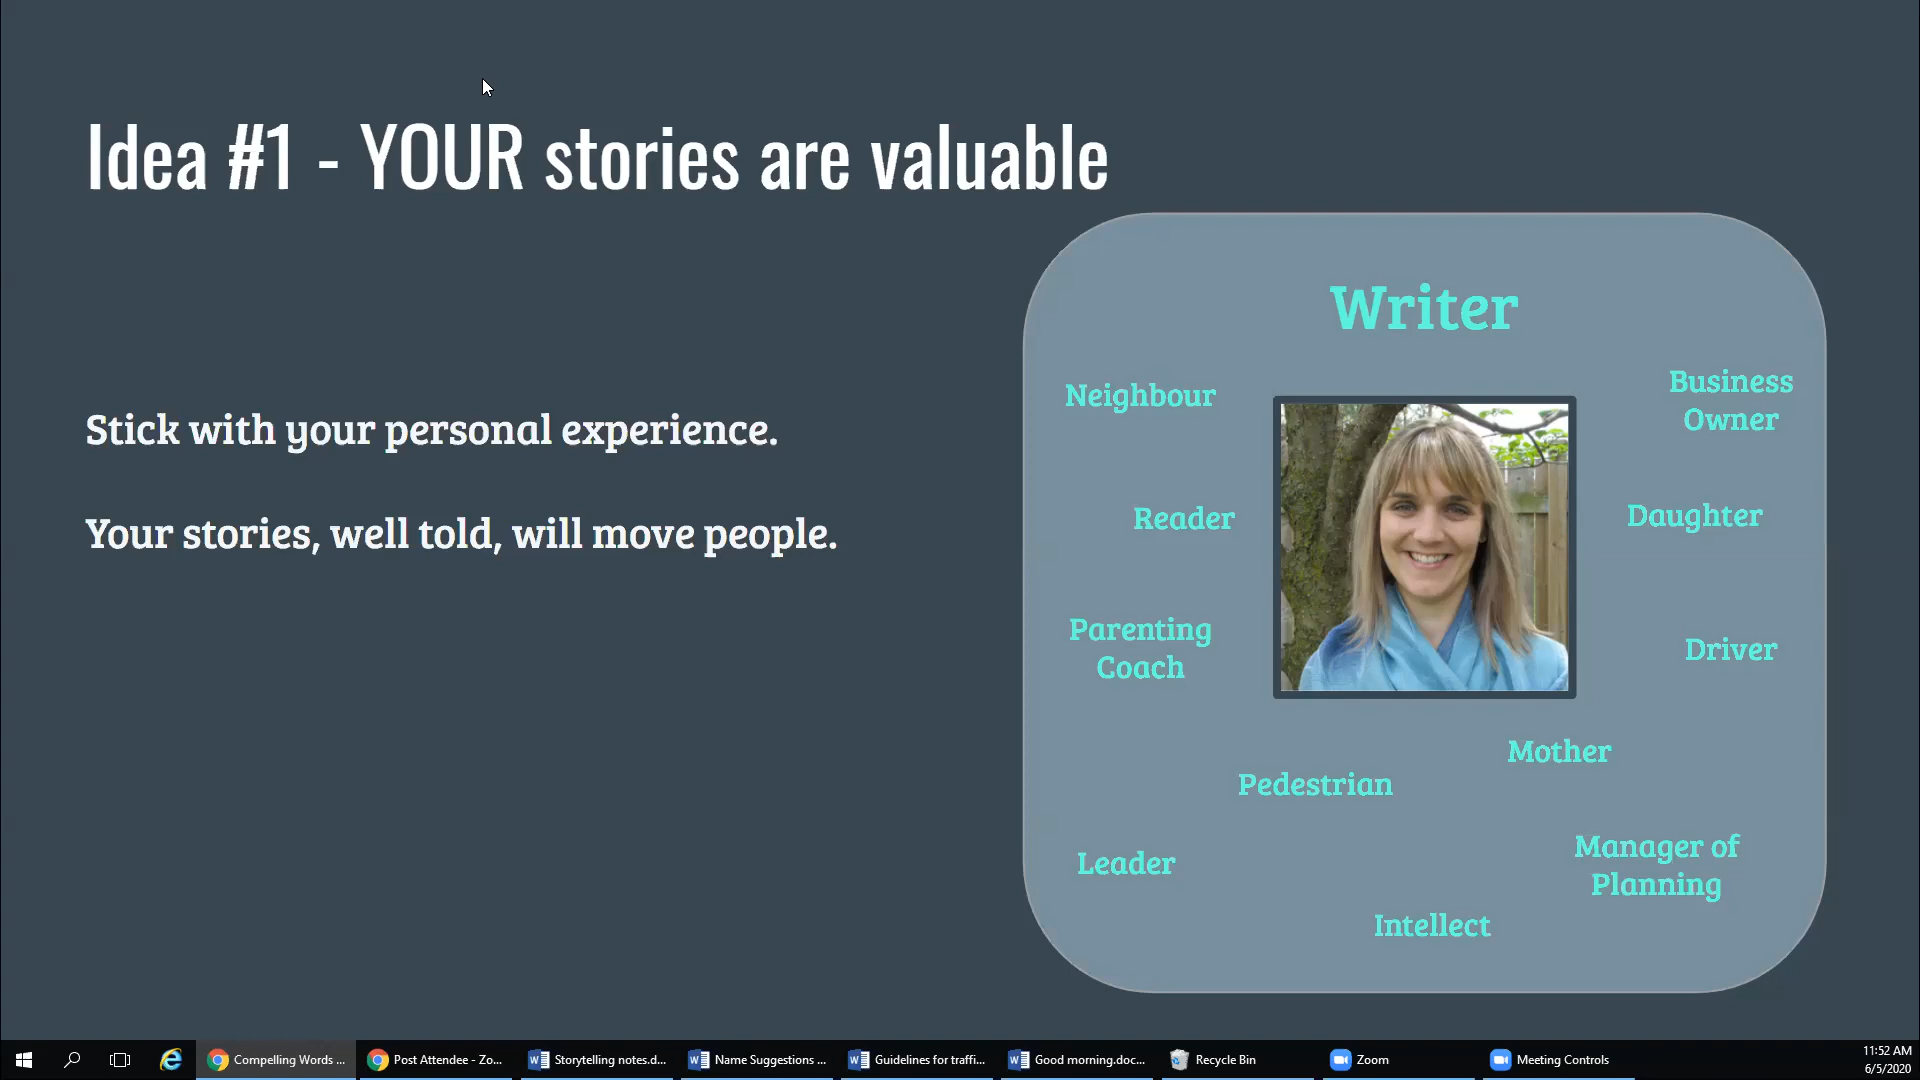 Idea #1 - YOUR stories are valuable
Stick with your personal experience.
Your stories, well told, will move people.
Writer
Neighbour
Business
Owner
Reader
Daughter
Parenting
Coach
Driver
Mother
Pedestrian
Leader
Manager of
Planning
Intellect
Compelling Words ...
Post Attendee - Zo...
Storytelling notes.d...
Name Suggestions ...
Guidelines for traffi...
Good morning.doc...
Recycle Bin
Zoom
Meeting Controls
11:52 AM
6/5/2020